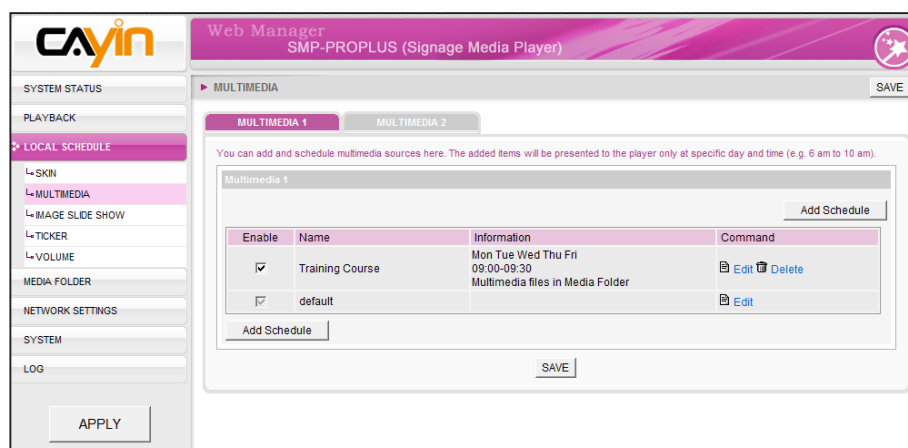 CAYIN
Web Manager
SMP-PROPLUS (Signage Media Player)
SYSTEM STATUS
PLAYBACK
LOCAL SCHEDULE
SKIN
MULTIMEDIA
IMAGE SLIDE SHOW
TICKER
VOLUME
MEDIA FOLDER
NETWORK SETTINGS
SYSTEM
LOG
APPLY
MULTIMEDIA
SAVE
MULTIMEDIA 1
MULTIMEDIA 2
You can add and schedule multimedia sources here. The added items will be presented to the player only at specific day and time (e.g. 6 am to 10 am).
Multimedia 1
Add Schedule
Enable Name Information Command
Training Course
Mon Tue Wed Thu Fri
09:00-09:30
Multimedia files in Media Folder
Edit Delete
default
Edit
Add Schedule
SAVE